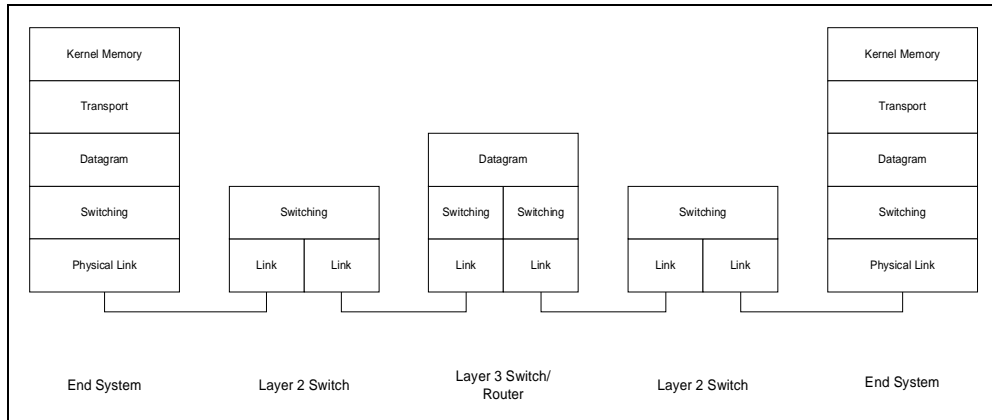 Kernel Memory
Transport
Datagram
Switching
Physical Link
End System
Switching
Link Link
Layer 2 Switch
Datagram
Switching Switching
Link Link
Layer 3 Switch/
Router
Switching
Link Link
Layer 2 Switch
Kernel Memory
Transport
Datagram
Switching
Physical Link
End System